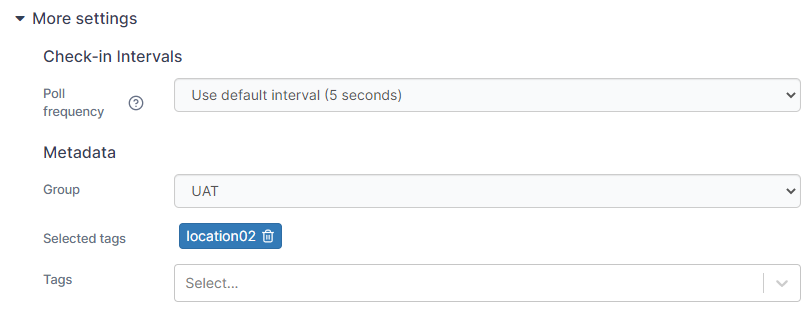 More settings
Check-in Intervals
Poll
frequency
Use default interval (5 seconds)
Metadata
Group
UAT
Selected tags
location02
Tags
Select...